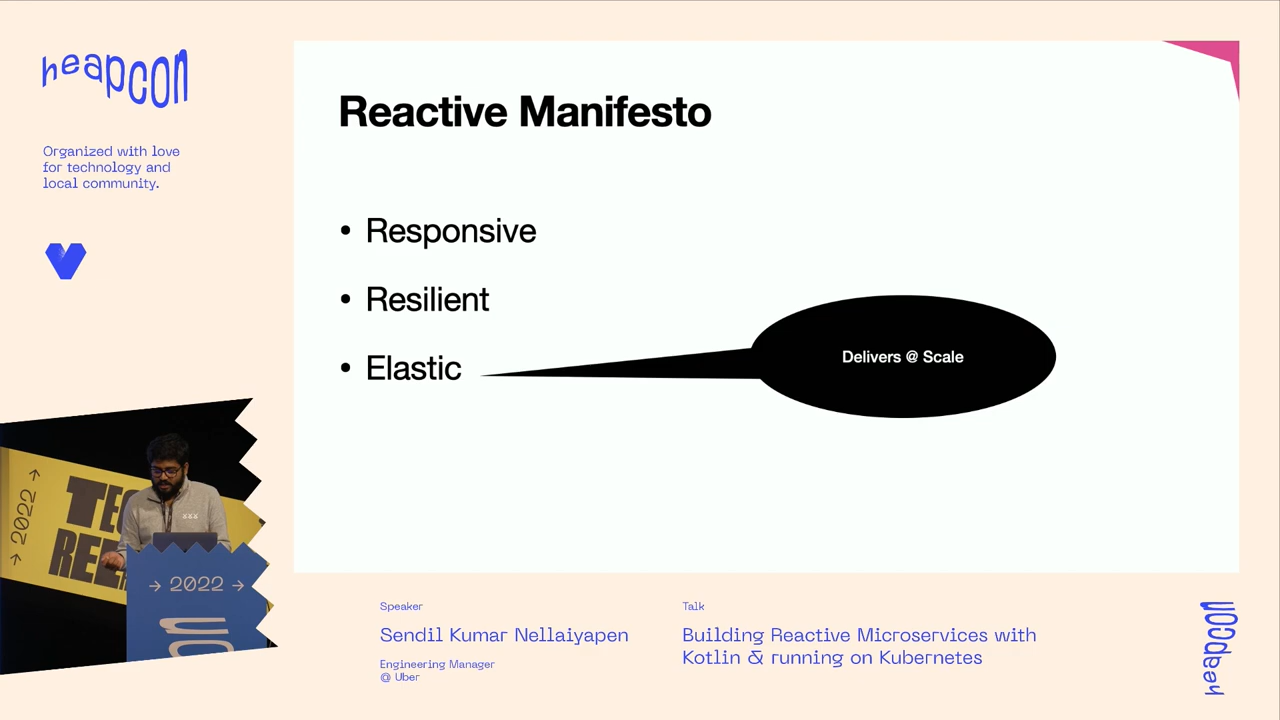 heapcon
Organized with love
for technology and
local community.
Reactive Manifesto
• Responsive
• Resilient
• Elastic
Delivers @ Scale
→ 2022 →
→ 2022 →
Speaker
Sendil Kumar Nellaiyapen
Engineering Manager
@ Uber
Talk
Building Reactive Microservices with
Kotlin & running on Kubernetes
heapcon